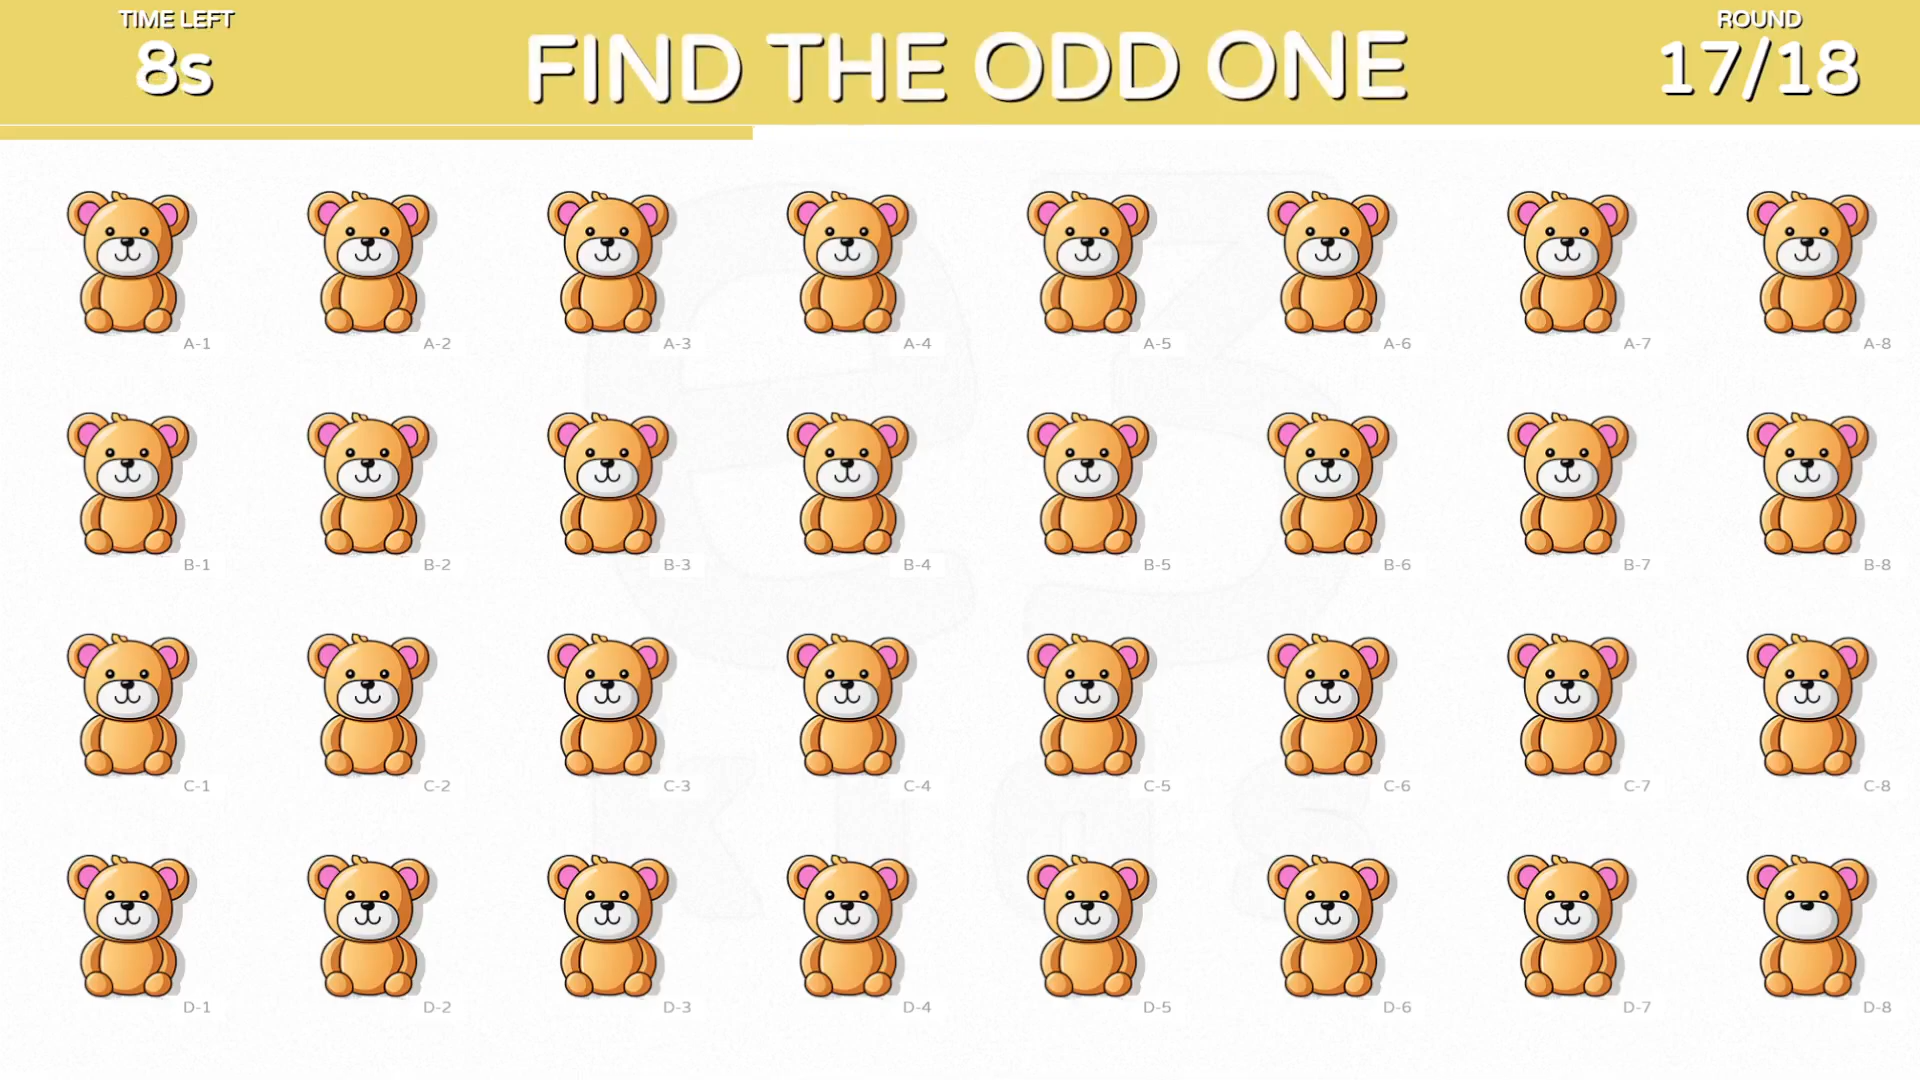 TIME LEFT
8s
FIND THE ODD ONE
ROUND
17/18
A-1 A-2 A-3 A-4 A-5 A-6 A-7 A-8
B-1 B-2 B-3 B-4 B-5 B-6 B-7 B-8
C-1 C-2 C-3 C-4 C-5 C-6 C-7 C-8
D-1 D-2 D-3 D-4 D-5 D-6 D-7 D-8
e3
kids